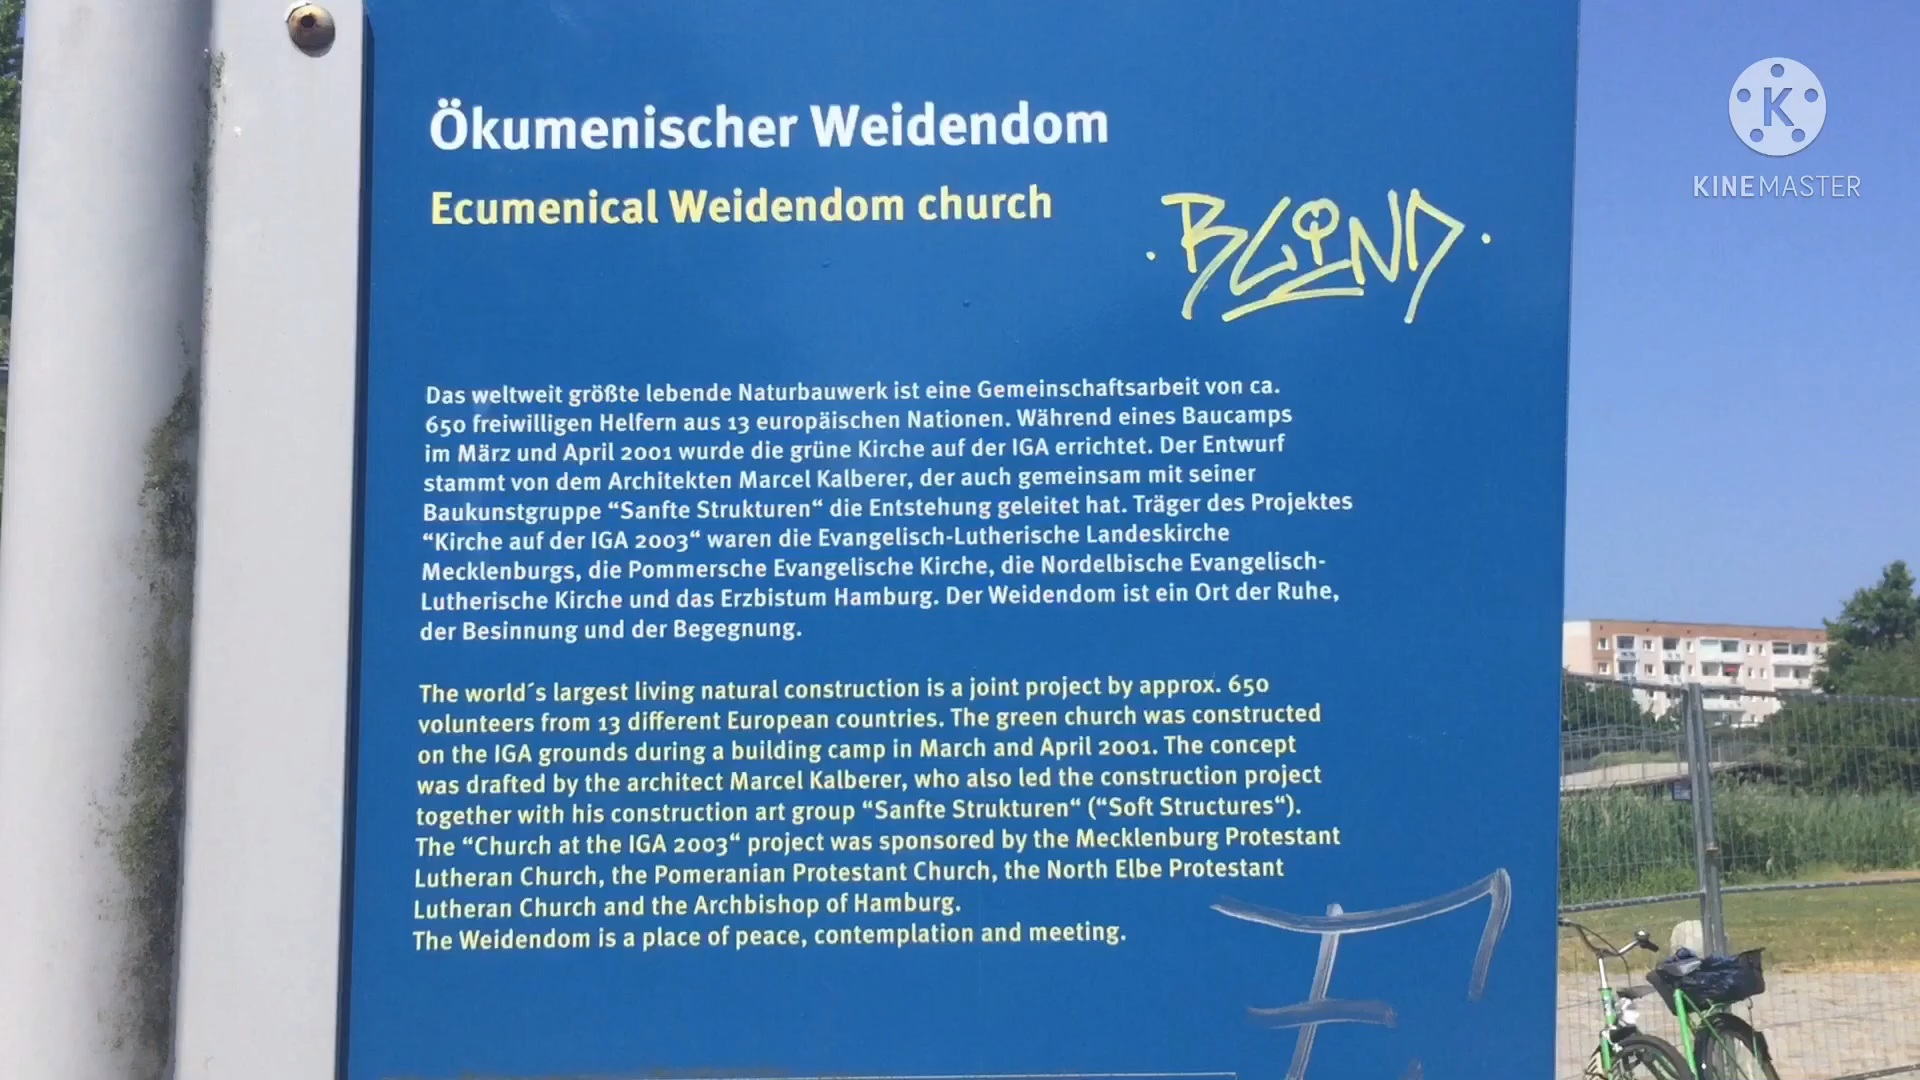 Ökumenischer Weidendom
Ecumenical Weidendom church
KINEMASTER
BLIND
Das weltweit größte lebende Naturbauwerk ist eine Gemeinschaftsarbeit von ca.
650 freiwilligen Helfern aus 13 europäischen Nationen. Während eines Baucamps
im März und April 2001 wurde die grüne Kirche auf der IGA errichtet. Der Entwurf
stammt von dem Architekten Marcel Kalberer, der auch gemeinsam mit seiner
Baukunstgruppe “Sanfte Strukturen“ die Entstehung geleitet hat. Träger des Projektes
“Kirche auf der IGA 2003“ waren die Evangelisch-Lutherische Landeskirche
Mecklenburgs, die Pommersche Evangelische Kirche, die Nordelbische Evangelisch-
Lutherische Kirche und das Erzbistum Hamburg. Der Weidendom ist ein Ort der Ruhe,
der Besinnung und der Begegnung.
The world´s largest living natural construction is a joint project by approx. 650
volunteers from 13 different European countries. The green church was constructed
on the IGA grounds during a building camp in March and April 2001. The concept
was drafted by the architect Marcel Kalberer, who also led the construction project
together with his construction art group “Sanfte Strukturen“ (“Soft Structures“).
The “Church at the IGA 2003“ project was sponsored by the Mecklenburg Protestant
Lutheran Church, the Pomeranian Protestant Church, the North Elbe Protestant
Lutheran Church and the Archbishop of Hamburg.
The Weidendom is a place of peace, contemplation and meeting.